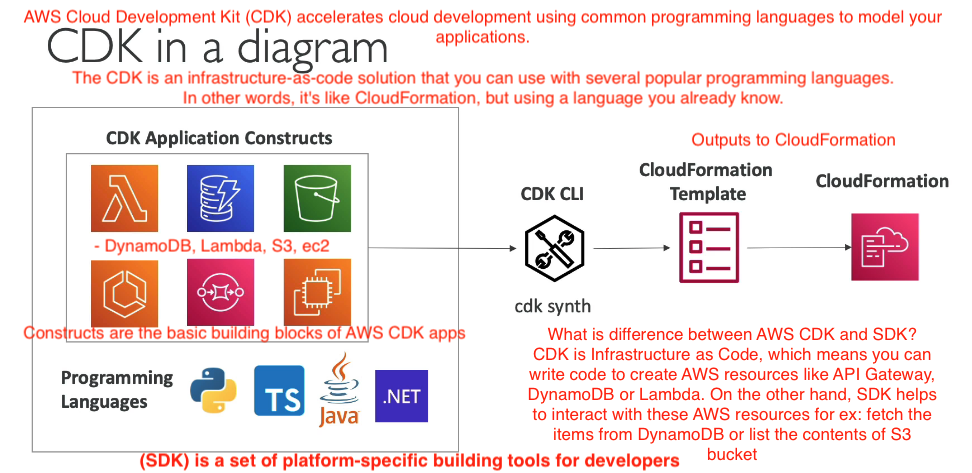 AWS Cloud Development Kit (CDK) accelerates cloud development using common programming languages to model your
applications.
CDK in a diagram
The CDK is an infrastructure-as-code solution that you can use with several popular programming languages.
In other words, it's like CloudFormation, but using a language you already know.
CDK Application Constructs
- DynamoDB, Lambda, S3, ec2
Constructs are the basic building blocks of AWS CDK apps
Programming
Languages
TS
Java
.NET
CDK CLI
cdk synth
Outputs to CloudFormation
CloudFormation
Template
CloudFormation
What is difference between AWS CDK and SDK?
CDK is Infrastructure as Code, which means you can
write code to create AWS resources like API Gateway,
DynamoDB or Lambda. On the other hand, SDK helps
to interact with these AWS resources for ex: fetch the
items from DynamoDB or list the contents of S3
bucket
(SDK) is a set of platform-specific building tools for developers